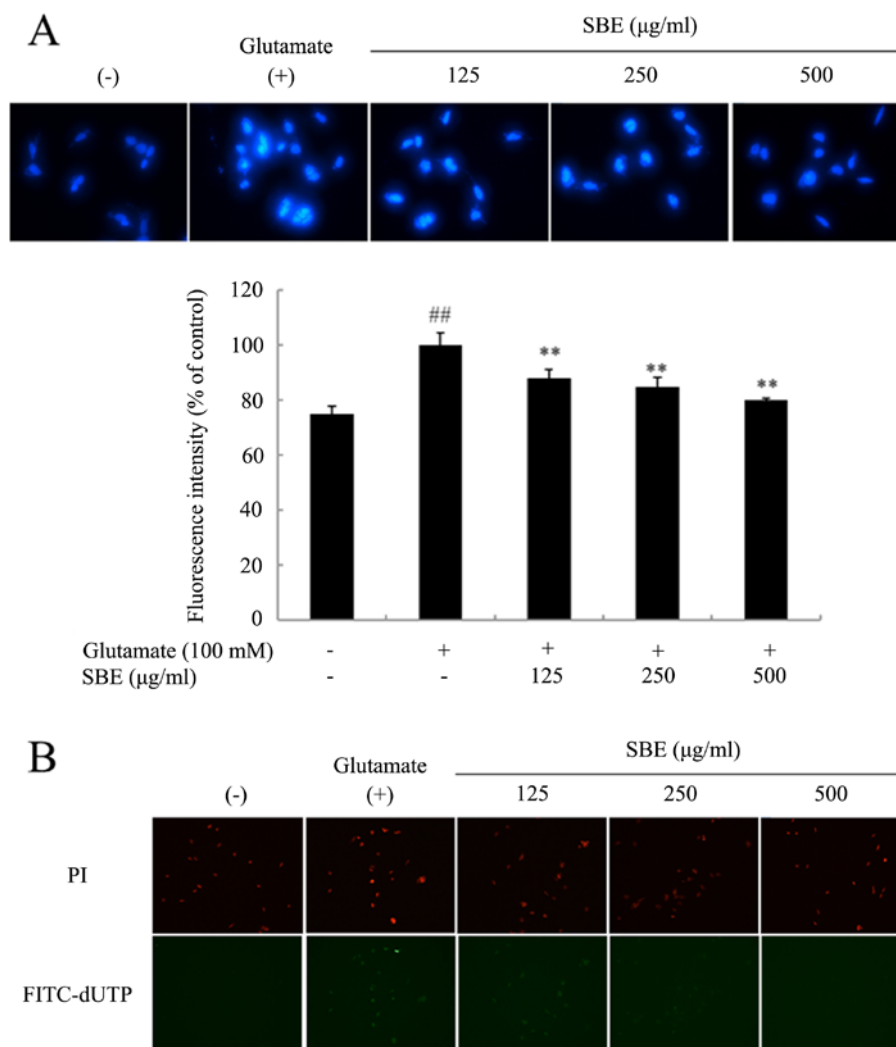 A
Glutamate SBE (µg/ml)
(-) (+) 125 250 500
120
100
80
60
40
20
0
Fluorescence intensity (% of control)
##
**
**
**
Glutamate (100 mM) - + + + +
SBE (µg/ml) - - 125 250 500
B
Glutamate SBE (µg/ml)
(-) (+) 125 250 500
PI
FITC-dUTP